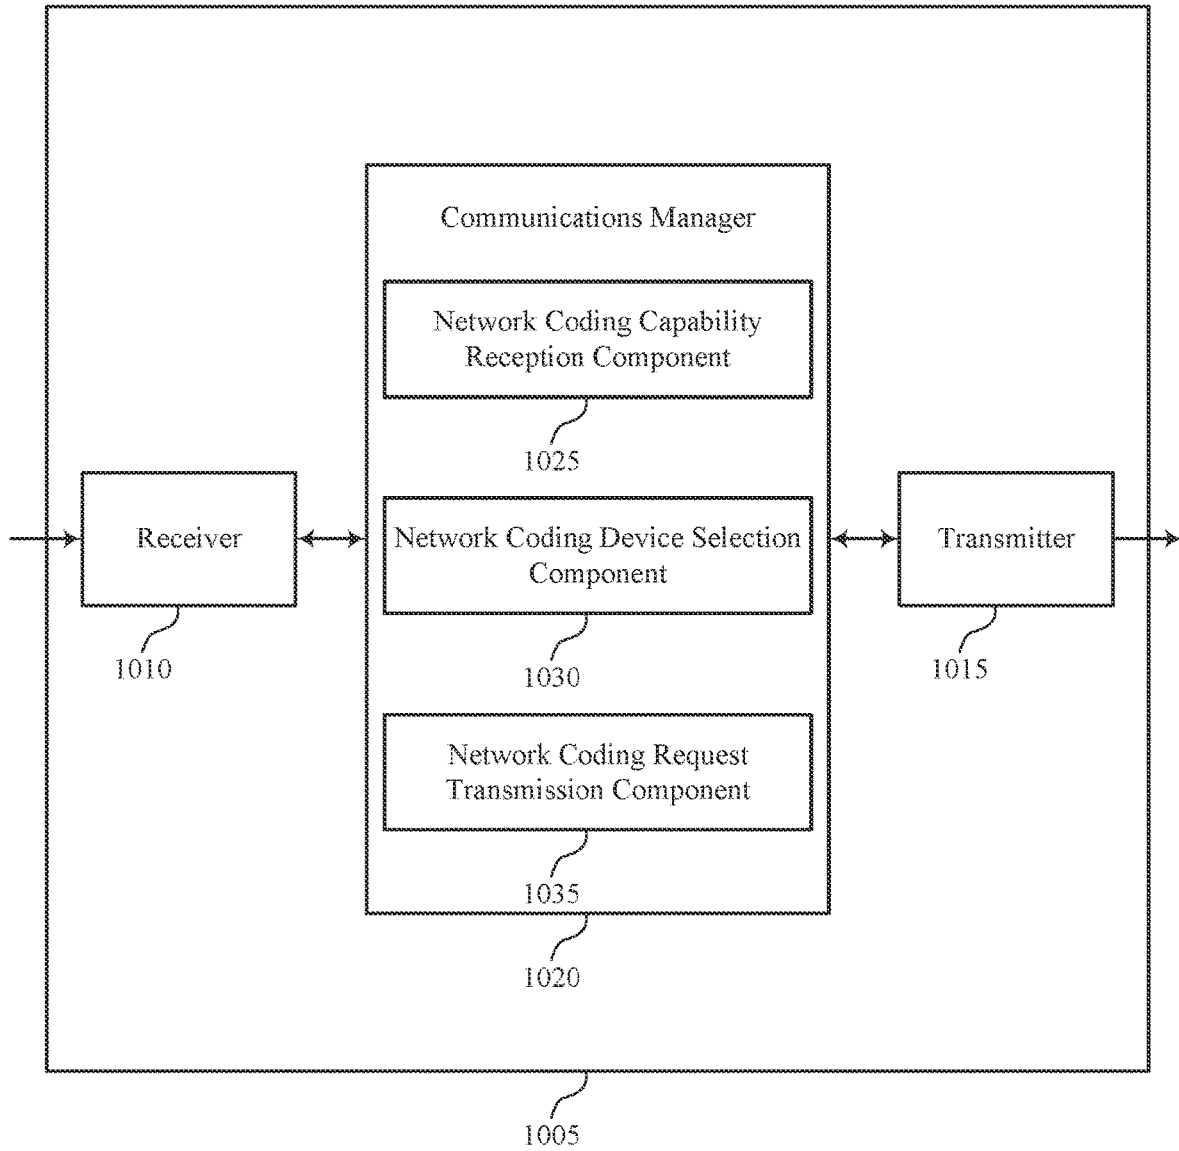 Communications Manager
Network Coding Capability
Reception Component
1025
Receiver
1010
Network Coding Device Selection
Component
1030
Transmitter
1015
Network Coding Request
Transmission Component
1035
1020
1005